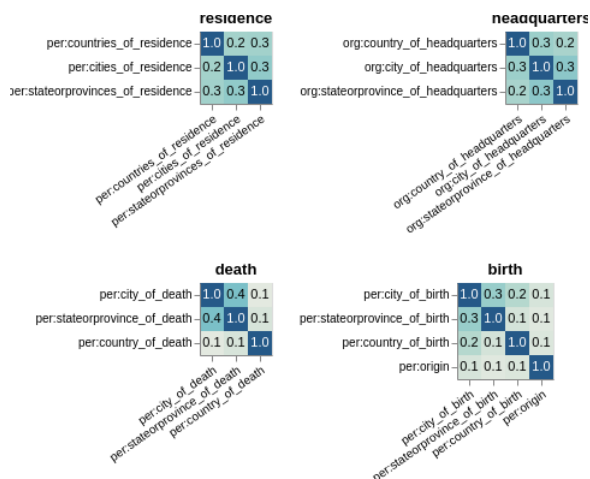 residence
per:countries_of_residence 1.0 0.2 0.3
per:cities_of_residence 0.2 1.0 0.3
per:stateorprovinces_of_residence 0.3 0.3 1.0
per:countries_of_residence
per:cities_of_residence
per:stateorprovinces_of_residence
headquarters
org:country_of_headquarters 1.0 0.3 0.2
org:city_of_headquarters 0.3 1.0 0.3
org:stateorprovince_of_headquarters 0.2 0.3 1.0
org:country_of_headquarters
org:city_of_headquarters
org:stateorprovince_of_headquarters
death
per:city_of_death 1.0 0.4 0.1
per:stateorprovince_of_death 0.4 1.0 0.1
per:country_of_death 0.1 0.1 1.0
per:city_of_death
per:stateorprovince_of_death
per:country_of_death
birth
per:city_of_birth 1.0 0.3 0.2 0.1
per:stateorprovince_of_birth 0.3 1.0 0.1 0.1
per:country_of_birth 0.2 0.1 1.0 0.1
per:origin 0.1 0.1 0.1 1.0
per:city_of_birth
per:stateorprovince_of_birth
per:country_of_birth
per:origin